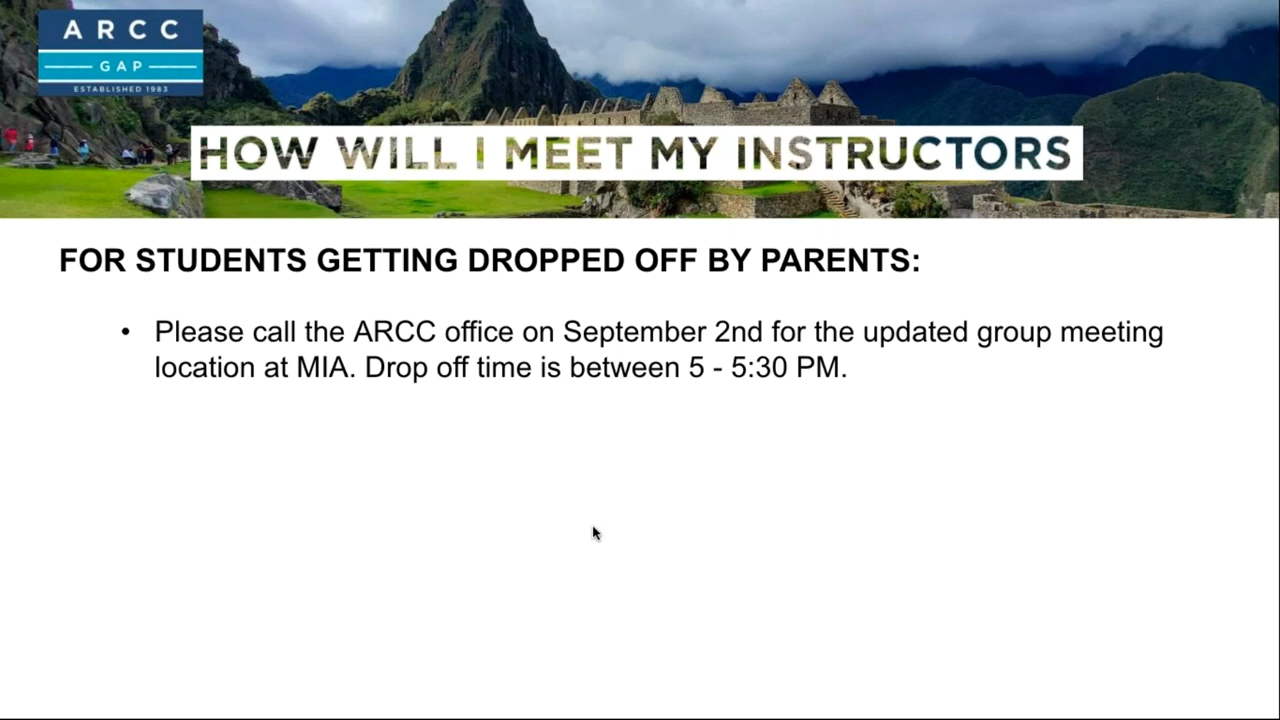 ARCC
GAP
ESTABLISHED 1983
HOW WILL I MEET MY INSTRUCTORS
FOR STUDENTS GETTING DROPPED OFF BY PARENTS:
• Please call the ARCC office on September 2nd for the updated group meeting
location at MIA. Drop off time is between 5 - 5:30 PM.